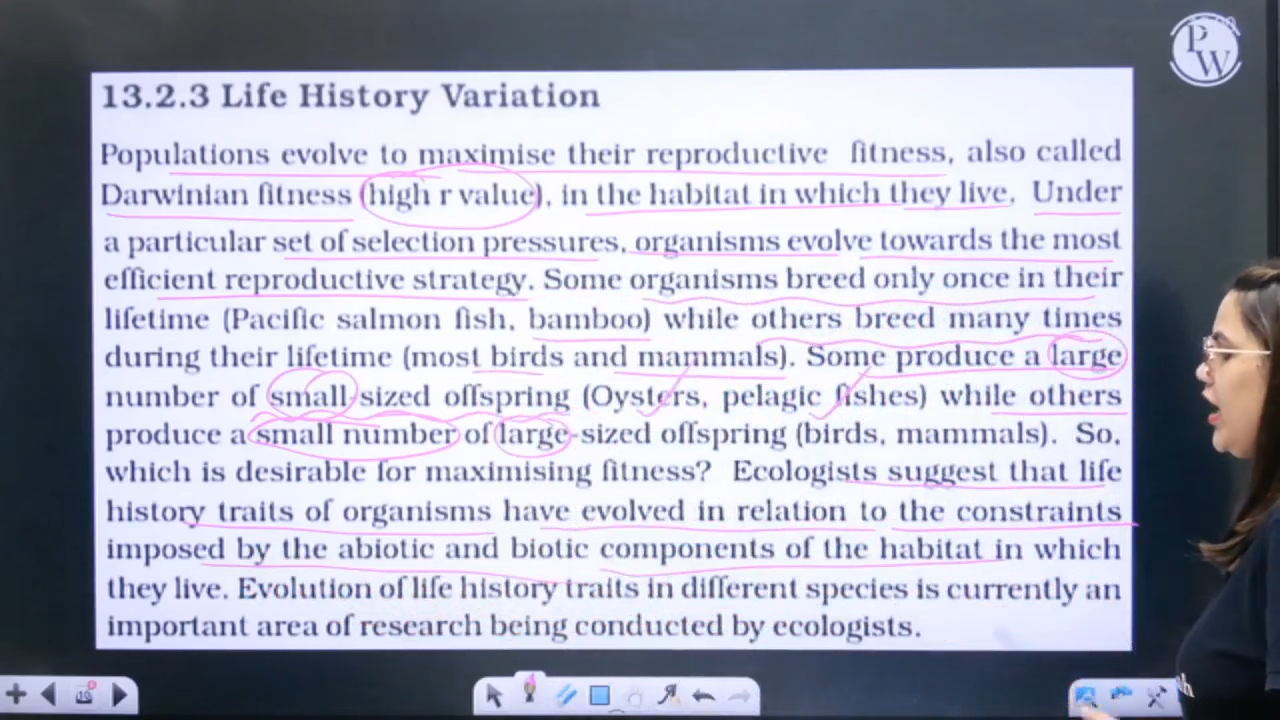 PW
13.2.3 Life History Variation
Populations evolve to maximise their reproductive fitness, also called
Darwinian fitness (high r value), in the habitat in which they live. Under
a particular set of selection pressures, organisms evolve towards the most
efficient reproductive strategy. Some organisms breed only once in their
lifetime (Pacific salmon fish, bamboo) while others breed many times
during their lifetime (most birds and mammals). Some produce a large
number of small-sized offspring (Oysters, pelagic fishes) while others
produce a small number of large-sized offspring (birds, mammals). So,
which is desirable for maximising fitness? Ecologists suggest that life
history traits of organisms have evolved in relation to the constraints
imposed by the abiotic and biotic components of the habitat in which
they live. Evolution of life history traits in different species is currently an
important area of research being conducted by ecologists.